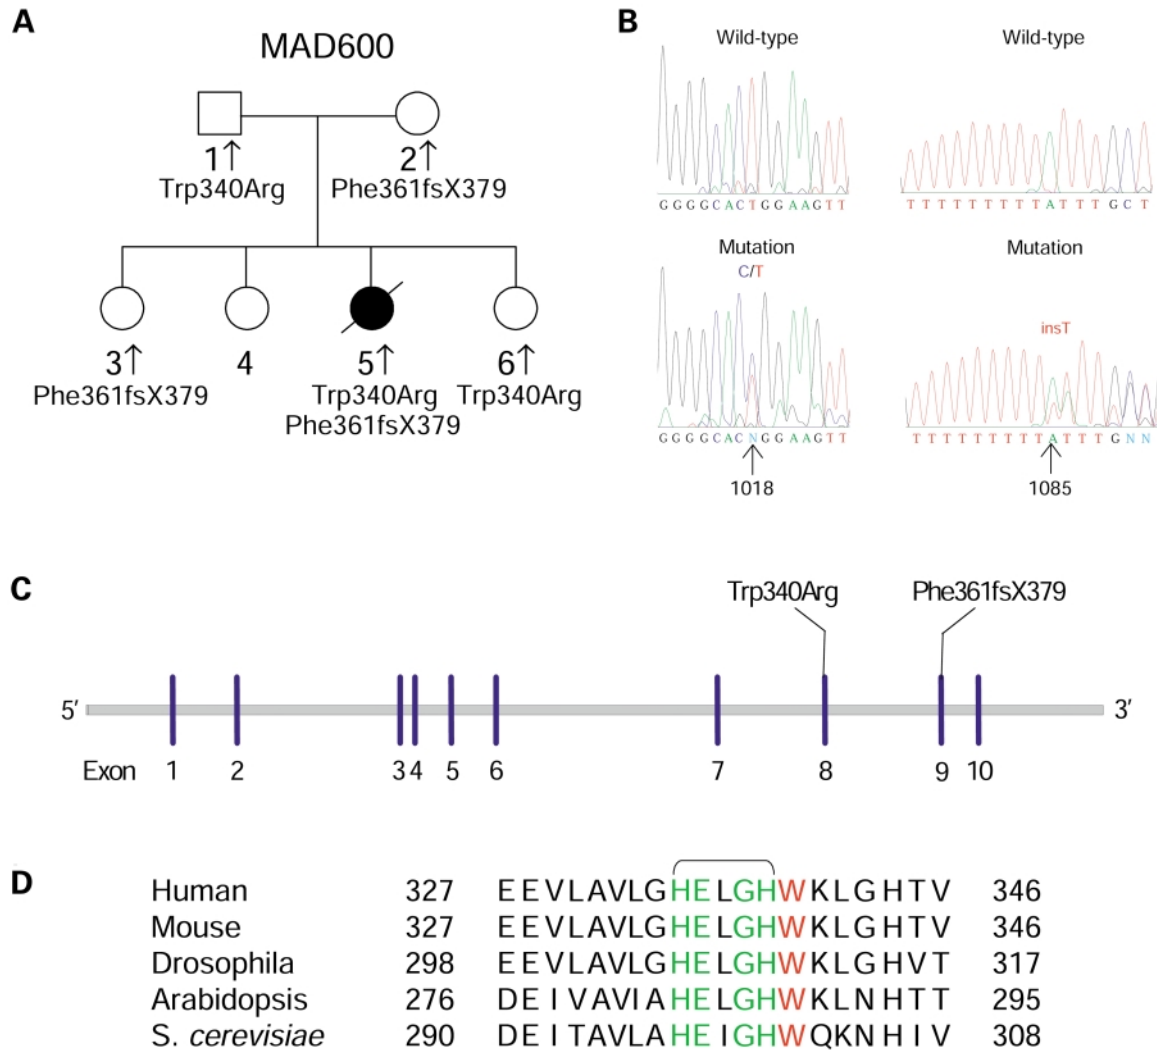 A
MAD600
1↑
Trp340Arg
2↑
Phe361fsX379
3↑
Phe361fsX379
4
5↑
Trp340Arg
Phe361fsX379
6↑
Trp340Arg
B
Wild-type
GGGGCACTGGAAGTT
Wild-type
TTTTTTTTTATTTGCT
Mutation
C/T
GGGGCACNGGAAGTT
1018
Mutation
insT
TTTTTTTTTATTTGNN
1085
C
Trp340Arg
Phe361fsX379
5′
3′
Exon 1 2 3 4 5 6 7 8 9 10
D
Human 327 EEVLAVLGHELGHWKLGHTV 346
Mouse 327 EEVLAVLGHELGHWKLGHTV 346
Drosophila 298 EEVLAVLGHELGHWKLGHVT 317
Arabidopsis 276 DEIVAVIAHELGHWKLNHTT 295
S. cerevisiae 290 DEITAVLAHEIGHWQKNHIV 308